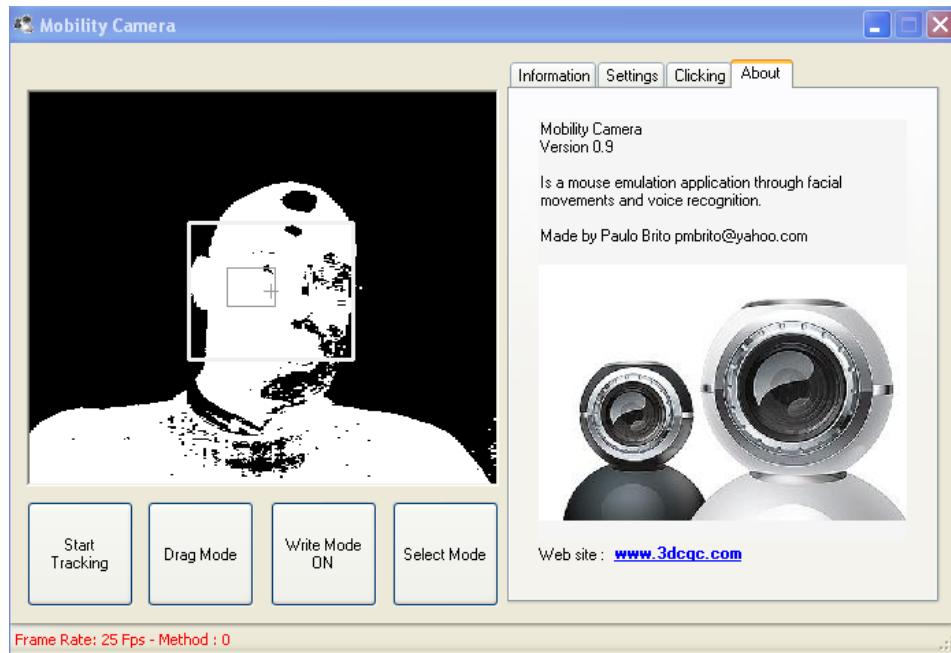 Mobility Camera
Information Settings Clicking About
Mobility Camera
Version 0.9
Is a mouse emulation application through facial
movements and voice recognition.
Made by Paulo Brito pmbrito@yahoo.com
Start
Tracking
Drag Mode
Write Mode
ON
Select Mode
Web site : www.3dcqc.com
Frame Rate: 25 Fps - Method : 0